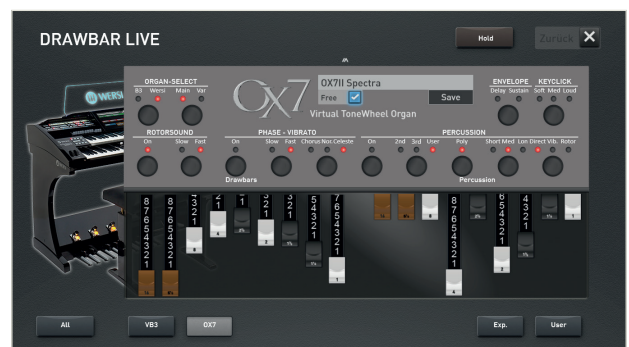 DRAWBAR LIVE
Hold
Zurück X
WERSI
ORGAN-SELECT
B3 Wersi Main Var
OX7
OX7II Spectra
Free
Save
Virtual ToneWheel Organ
ENVELOPE KEYCLICK
Delay Sustain Soft Med Loud
ROTORSOUND
On Slow Fast
PHASE - VIBRATO
On Slow Fast Chorus Nor. Celeste
PERCUSSION
On 2nd 3rd User Poly Short Med Lon Direct Vib. Rotor
Drawbars
Percussion
All
VB3
OX7
Exp.
User